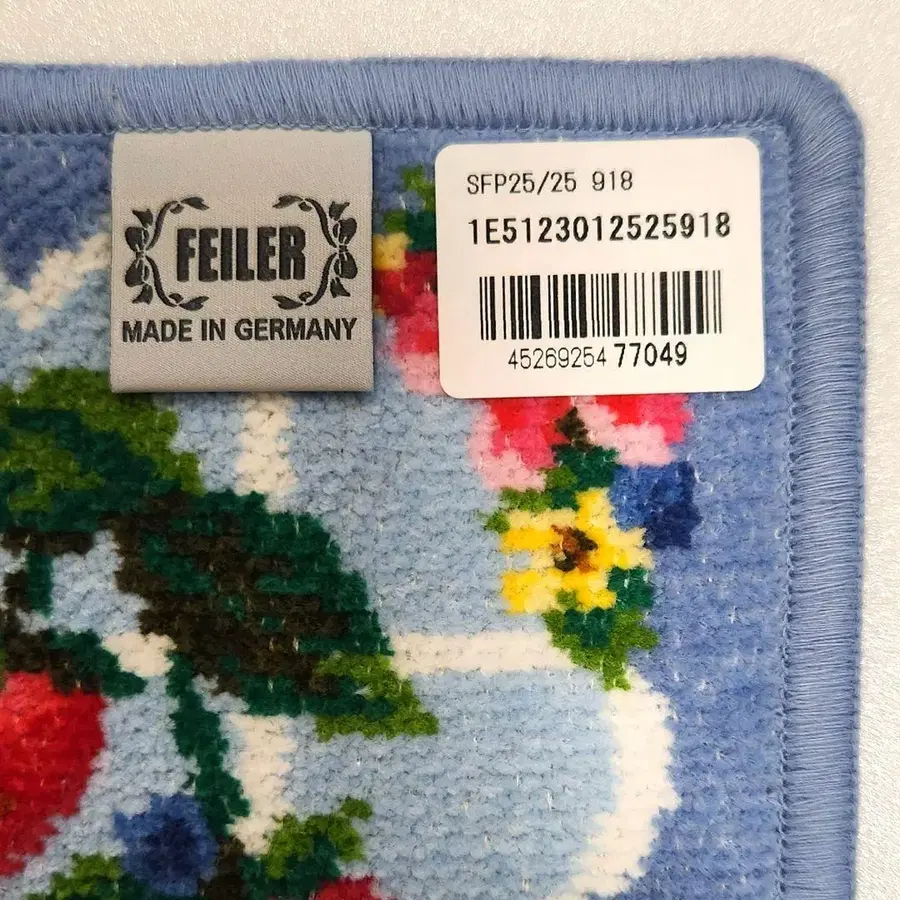 FEILER
MADE IN GERMANY
SFP25/25 918
1E5123012525918
45269254 77049